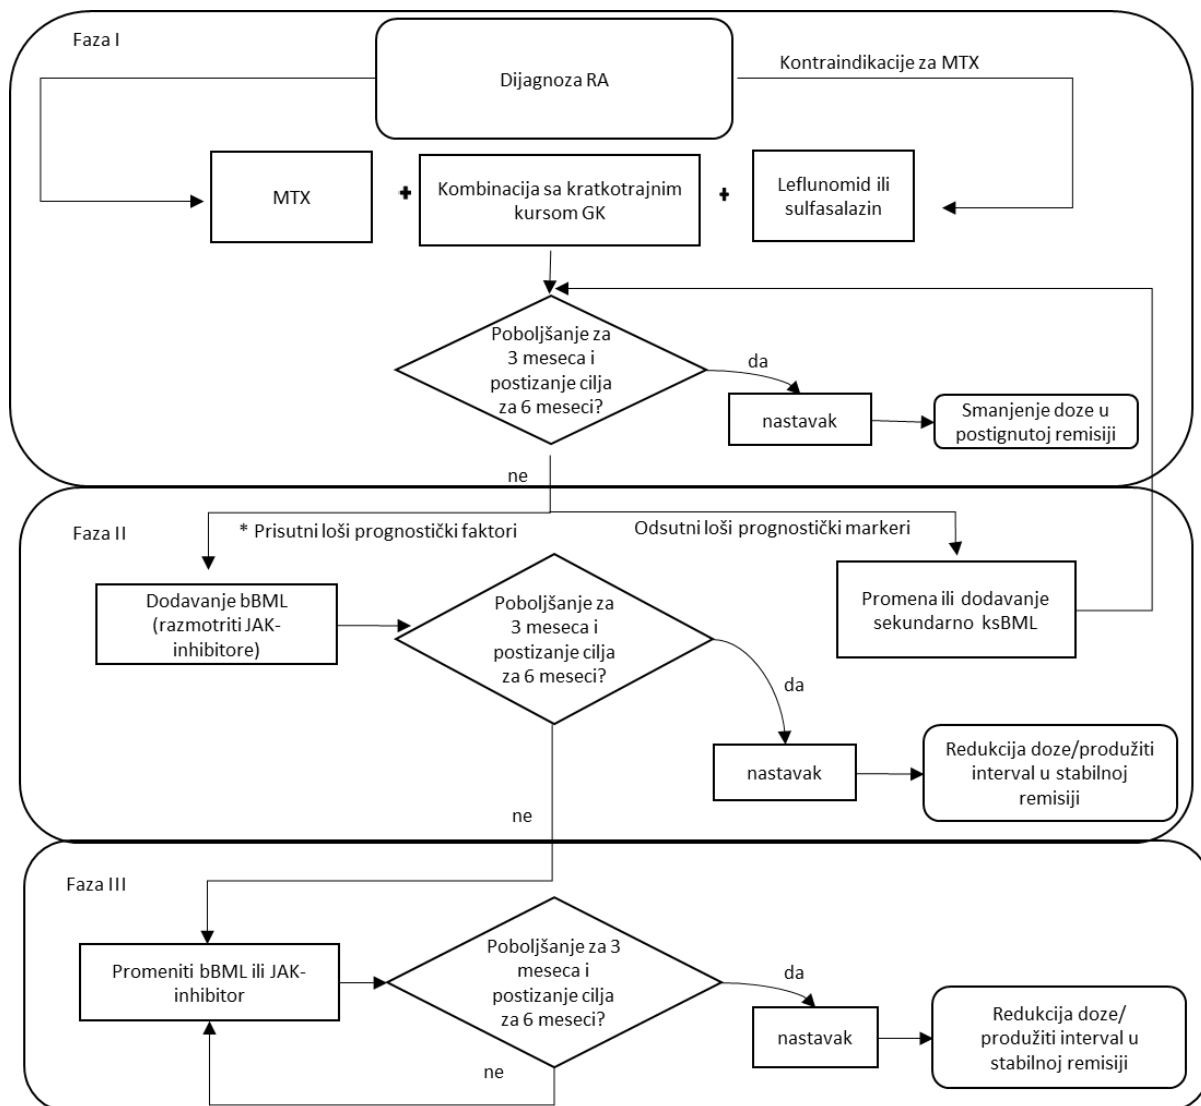 Faza I
Dijagnoza RA
Kontraindikacije za MTX
MTX
+
Kombinacija sa kratkotrajnim
kursom GK
+
Leflunomid ili
sulfasalazin
Poboljšanje za
3 meseca i
postizanje cilja
za 6 meseci?
da
nastavak
Smanjenje doze u
postignutoj remisiji
ne
Faza II
* Prisutni loši prognostički faktori
Odsutni loši prognostički markeri
Dodavanje bBML
(razmotriti JAK-
inhibitore)
Poboljšanje za
3 meseca i
postizanje cilja
za 6 meseci?
Promena ili dodavanje
sekundarno ksBML
da
nastavak
Redukcija doze/produžiti
interval u stabilnoj
remisiji
ne
Faza III
Promeniti bBML ili JAK-
inhibitor
Poboljšanje za 3
meseca i
postizanje cilja
za 6 meseci?
da
nastavak
Redukcija doze/
produžiti interval u
stabilnoj remisiji
ne